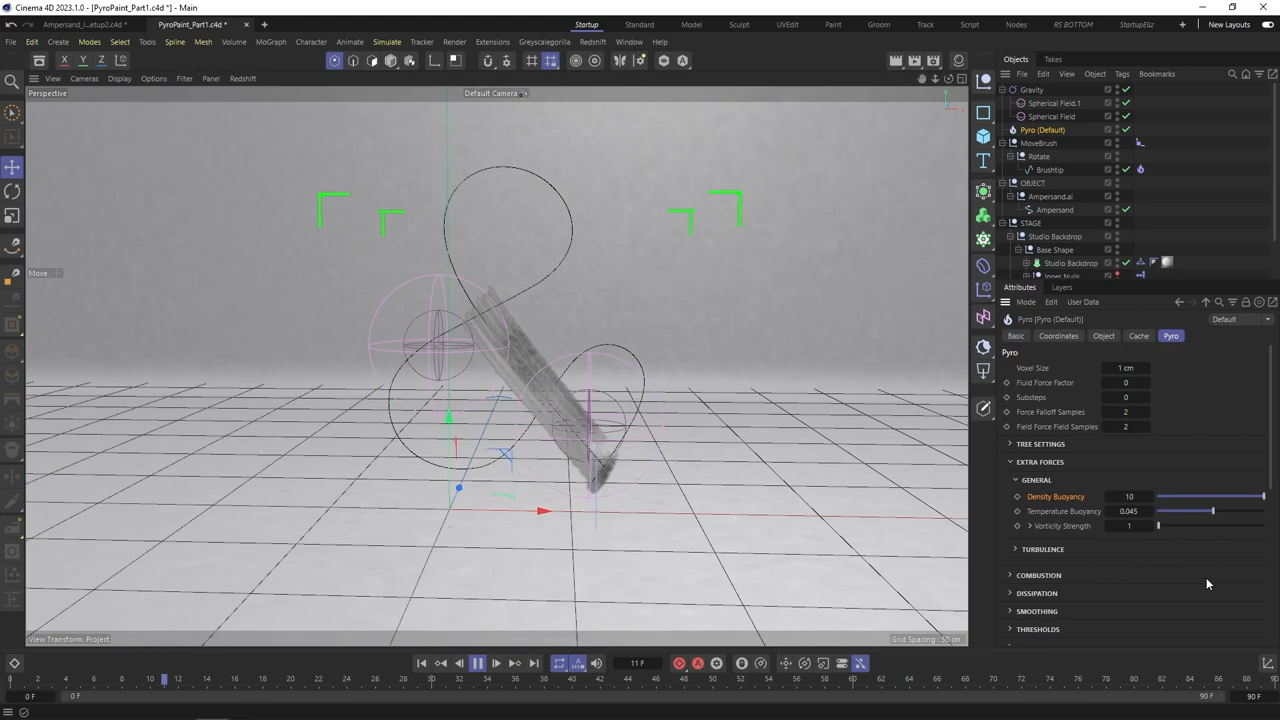 Cinema 4D 2023.1.0 - [PyroPaint_Part1.c4d *] - Main
Ampersand_l...etup2.c4d *
PyroPaint_Part1.c4d *
Startup
Standard
Model
Sculpt
UVEdit
Paint
Groom
Track
Script
Nodes
RS BOTTOM
StartupEliz
New Layouts
File
Edit
Create
Modes
Select
Tools
Spline
Mesh
Volume
MoGraph
Character
Animate
Simulate
Tracker
Render
Extensions
Greyscalegorilla
Redshift
Window
Help
X
Y
Z
Objects
Takes
View
Cameras
Display
Options
Filter
Panel
Redshift
File
Edit
View
Object
Tags
Bookmarks
Perspective
Default Camera
Gravity
Spherical Field.1
Spherical Field
Pyro (Default)
MoveBrush
Rotate
Brushtip
OBJECT
Ampersand.ai
Ampersand
STAGE
Studio Backdrop
Base Shape
Studio Backdrop
Inner Nulls
Move
Attributes
Layers
Mode
Edit
User Data
Pyro [Pyro (Default)]
Default
Basic
Coordinates
Object
Cache
Pyro
Pyro
Voxel Size
1 cm
Fluid Force Factor
0
Substeps
0
Force Falloff Samples
2
Field Force Field Samples
2
TREE SETTINGS
EXTRA FORCES
GENERAL
Density Buoyancy
10
Temperature Buoyancy
0.045
Vorticity Strength
1
TURBULENCE
COMBUSTION
DISSIPATION
SMOOTHING
THRESHOLDS
View Transform: Project
Grid Spacing : 50 cm
11 F
0 2 4 6 8 10 12 14 16 18 20 22 24 26 28 30 32 34 36 38 40 42 44 46 48 50 52 54 56 58 60 62 64 66 68 70 72 74 76 78 80 82 84 86 88 90
0 F
0 F
90 F
90 F